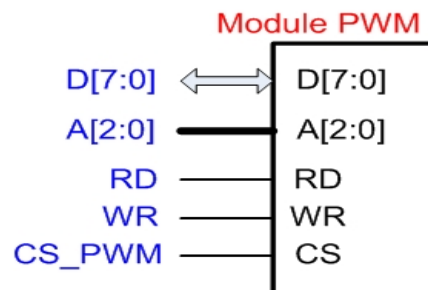 Module PWM
D[7:0] D[7:0]
A[2:0] A[2:0]
RD RD
WR WR
CS_PWM CS